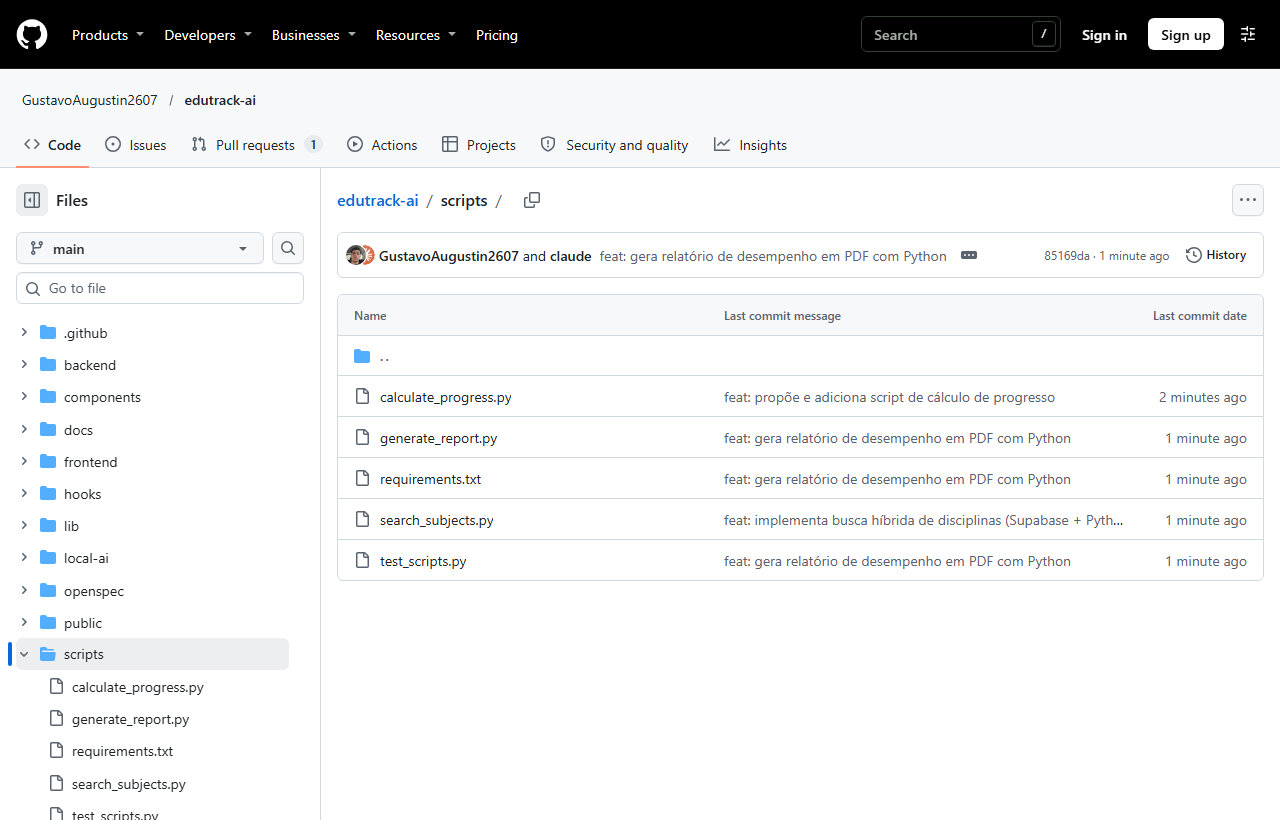 Products Developers Businesses Resources Pricing Search / Sign in Sign up
GustavoAugustin2607 / edutrack-ai
Code Issues Pull requests 1 Actions Projects Security and quality Insights
Files
main
Go to file
.github
backend
components
docs
frontend
hooks
lib
local-ai
openspec
public
scripts
calculate_progress.py
generate_report.py
requirements.txt
search_subjects.py
test_scripts.py
edutrack-ai / scripts /
GustavoAugustin2607 and claude feat: gera relatório de desempenho em PDF com Python 85169da · 1 minute ago History
Name Last commit message Last commit date
..
calculate_progress.py feat: propõe e adiciona script de cálculo de progresso 2 minutes ago
generate_report.py feat: gera relatório de desempenho em PDF com Python 1 minute ago
requirements.txt feat: gera relatório de desempenho em PDF com Python 1 minute ago
search_subjects.py feat: implementa busca híbrida de disciplinas (Supabase + Pyth... 1 minute ago
test_scripts.py feat: gera relatório de desempenho em PDF com Python 1 minute ago